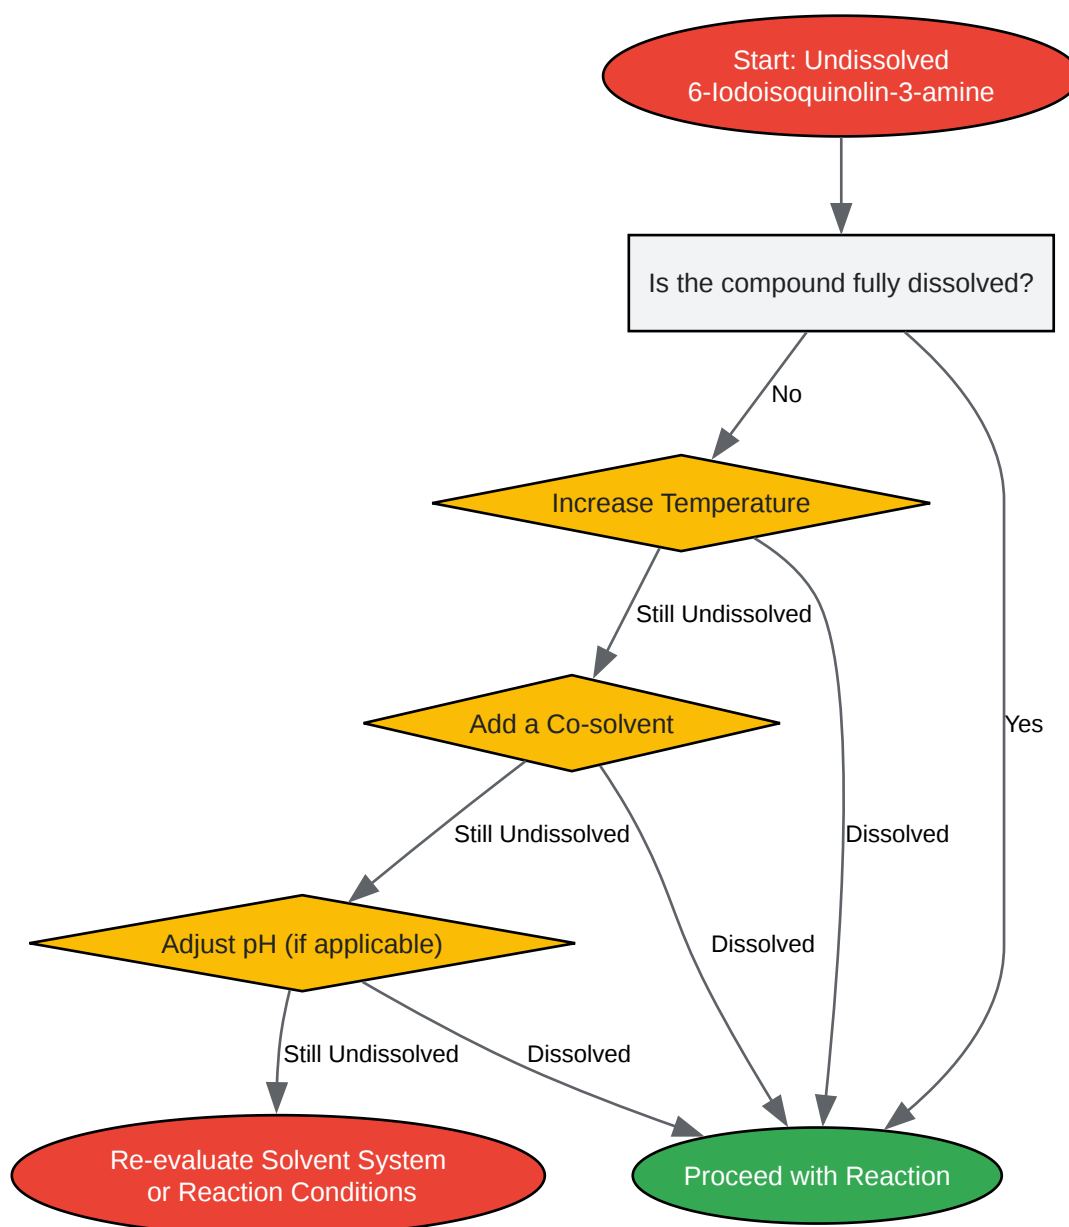 Start: Undissolved
6-Iodoisoquinolin-3-amine
Is the compound fully dissolved?
No
Increase Temperature
Still Undissolved
Add a Co-solvent
Yes
Still Undissolved
Dissolved
Adjust pH (if applicable)
Dissolved
Still Undissolved
Dissolved
Re-evaluate Solvent System
or Reaction Conditions
Proceed with Reaction